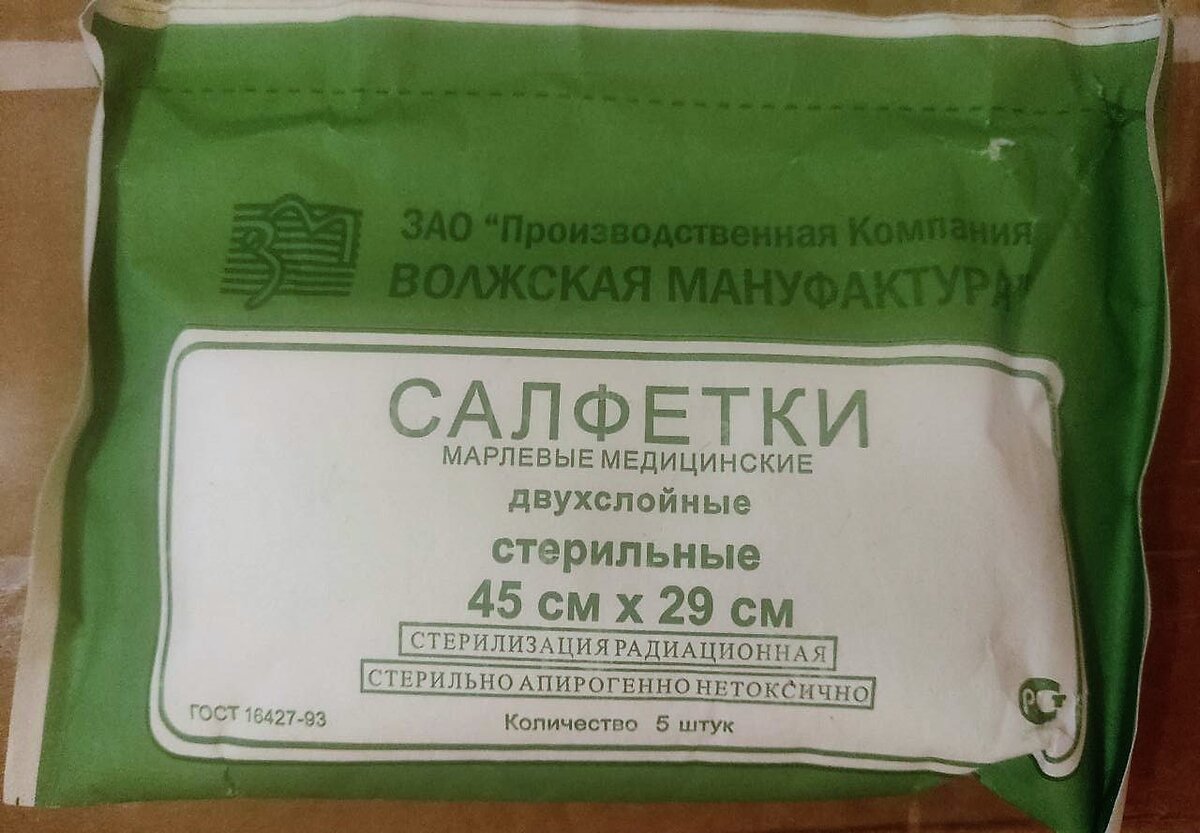 ЗАО "Производственная Компания
ВОЛЖСКАЯ МАНУФАКТУРА"
САЛФЕТКИ
МАРЛЕВЫЕ МЕДИЦИНСКИЕ
двухслойные
стерильные
45 см х 29 см
СТЕРИЛИЗАЦИЯ РАДИАЦИОННАЯ
СТЕРИЛЬНО АПИРОГЕННО НЕТОКСИЧНО
ГОСТ 16427-93
Количество 5 штук
РСТ